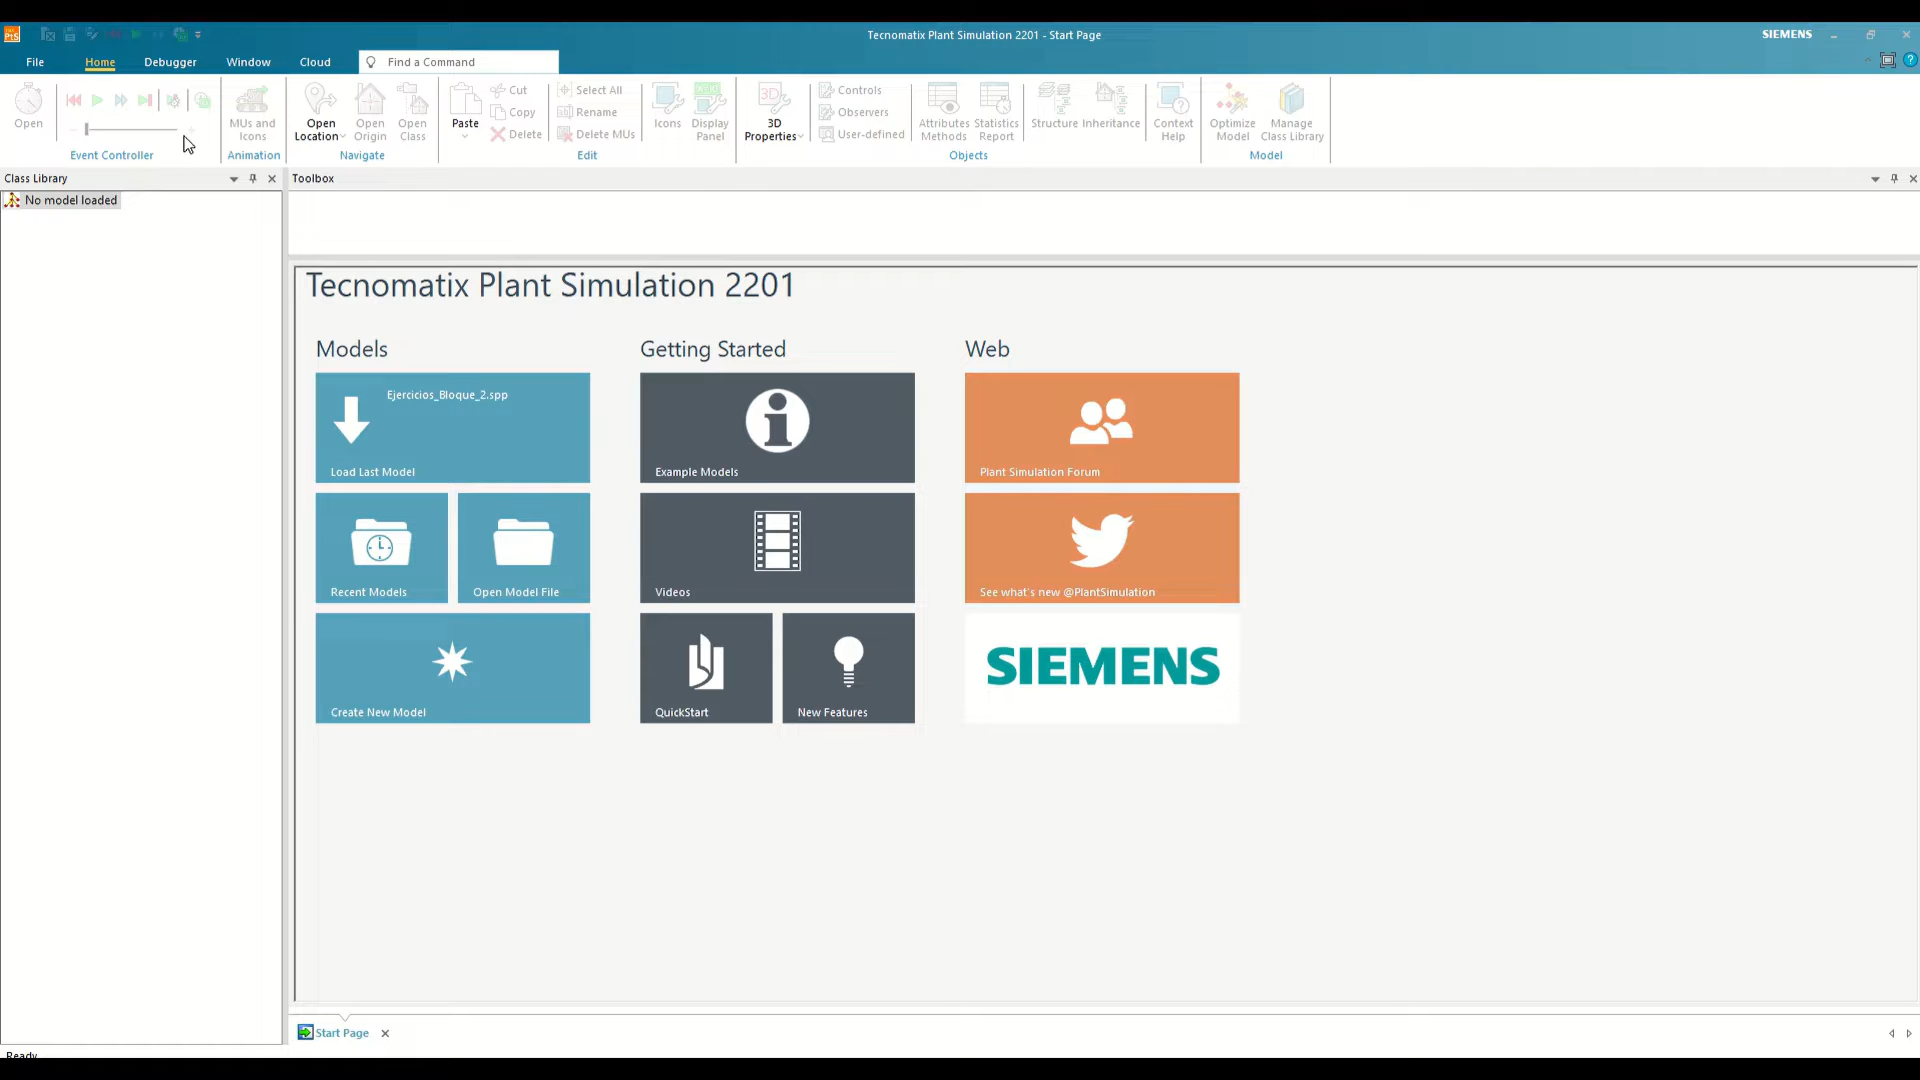 Tecnomatix Plant Simulation 2201 - Start Page
SIEMENS
File Home Debugger Window Cloud Find a Command
Open
Event Controller
MUs and Icons
Animation
Open Location
Open Origin
Open Class
Navigate
Paste
Cut
Copy
Delete
Select All
Rename
Delete MUs
Edit
Icons
Display Panel
3D Properties
Controls
Observers
User-defined
Attributes Methods
Statistics Report
Objects
Structure
Inheritance
Context Help
Optimize Model
Manage Class Library
Model
Class Library
Toolbox
No model loaded
Tecnomatix Plant Simulation 2201
Models
Ejercicios_Bloque_2.spp
Load Last Model
Recent Models
Open Model File
Create New Model
Getting Started
Example Models
Videos
QuickStart
New Features
Web
Plant Simulation Forum
See what's new @PlantSimulation
SIEMENS
Start Page
Ready